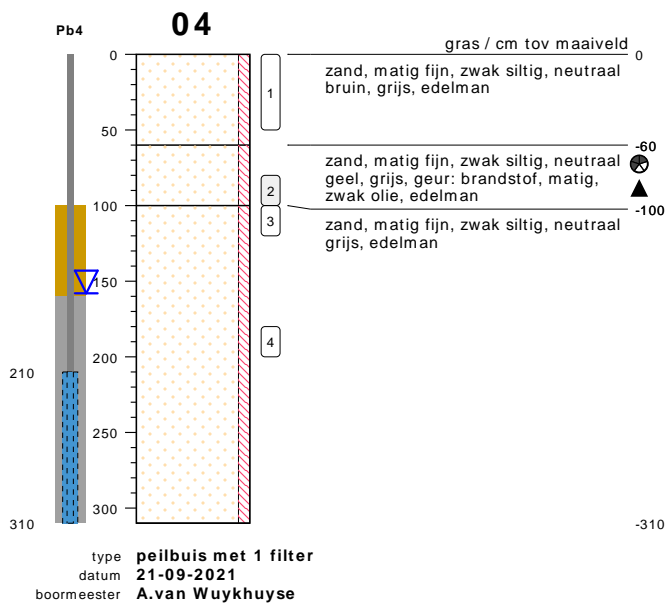 04
Pb4
gras / cm tov maaiveld
0
0
zand, matig fijn, zwak siltig, neutraal
bruin, grijs, edelman
1
50
-60
zand, matig fijn, zwak siltig, neutraal
geel, grijs, geur: brandstof, matig,
zwak olie, edelman
2
100
-100
3
zand, matig fijn, zwak siltig, neutraal
grijs, edelman
150
4
200
210
250
300
310
-310
type peilbuis met 1 filter
datum 21-09-2021
boormeester A.van Wuykhuyse